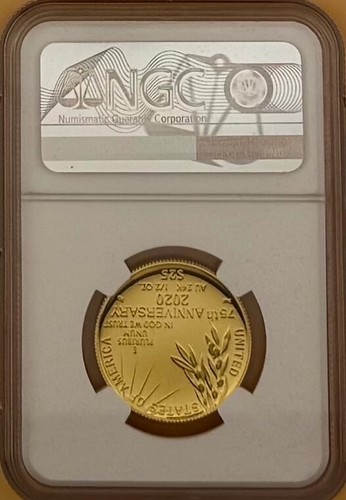 NGC
Numismatic Guaranty Corporation
UNITED STATES OF AMERICA
E
PLURIBUS
UNUM
IN GOD WE TRUST
75th ANNIVERSARY
2020
AU 24K 1/2 OZ.
$25